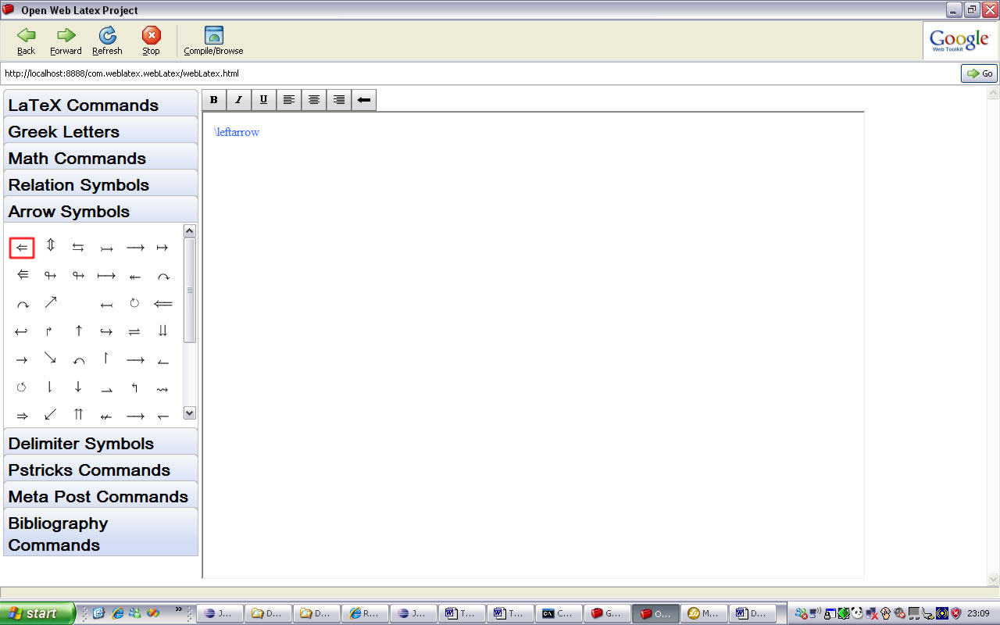 Open Web Latex Project
Back Forward Refresh Stop Compile/Browse
Google
Web Toolkit
http://localhost:8888/com.weblatex.webLatex/webLatex.html
Go
LaTeX Commands
Greek Letters
Math Commands
Relation Symbols
Arrow Symbols
Delimiter Symbols
Pstricks Commands
Meta Post Commands
Bibliography
Commands
B I U
\leftarrow
start
J... D... D... R... J... T... T... C... G... O... M... D...
23:09